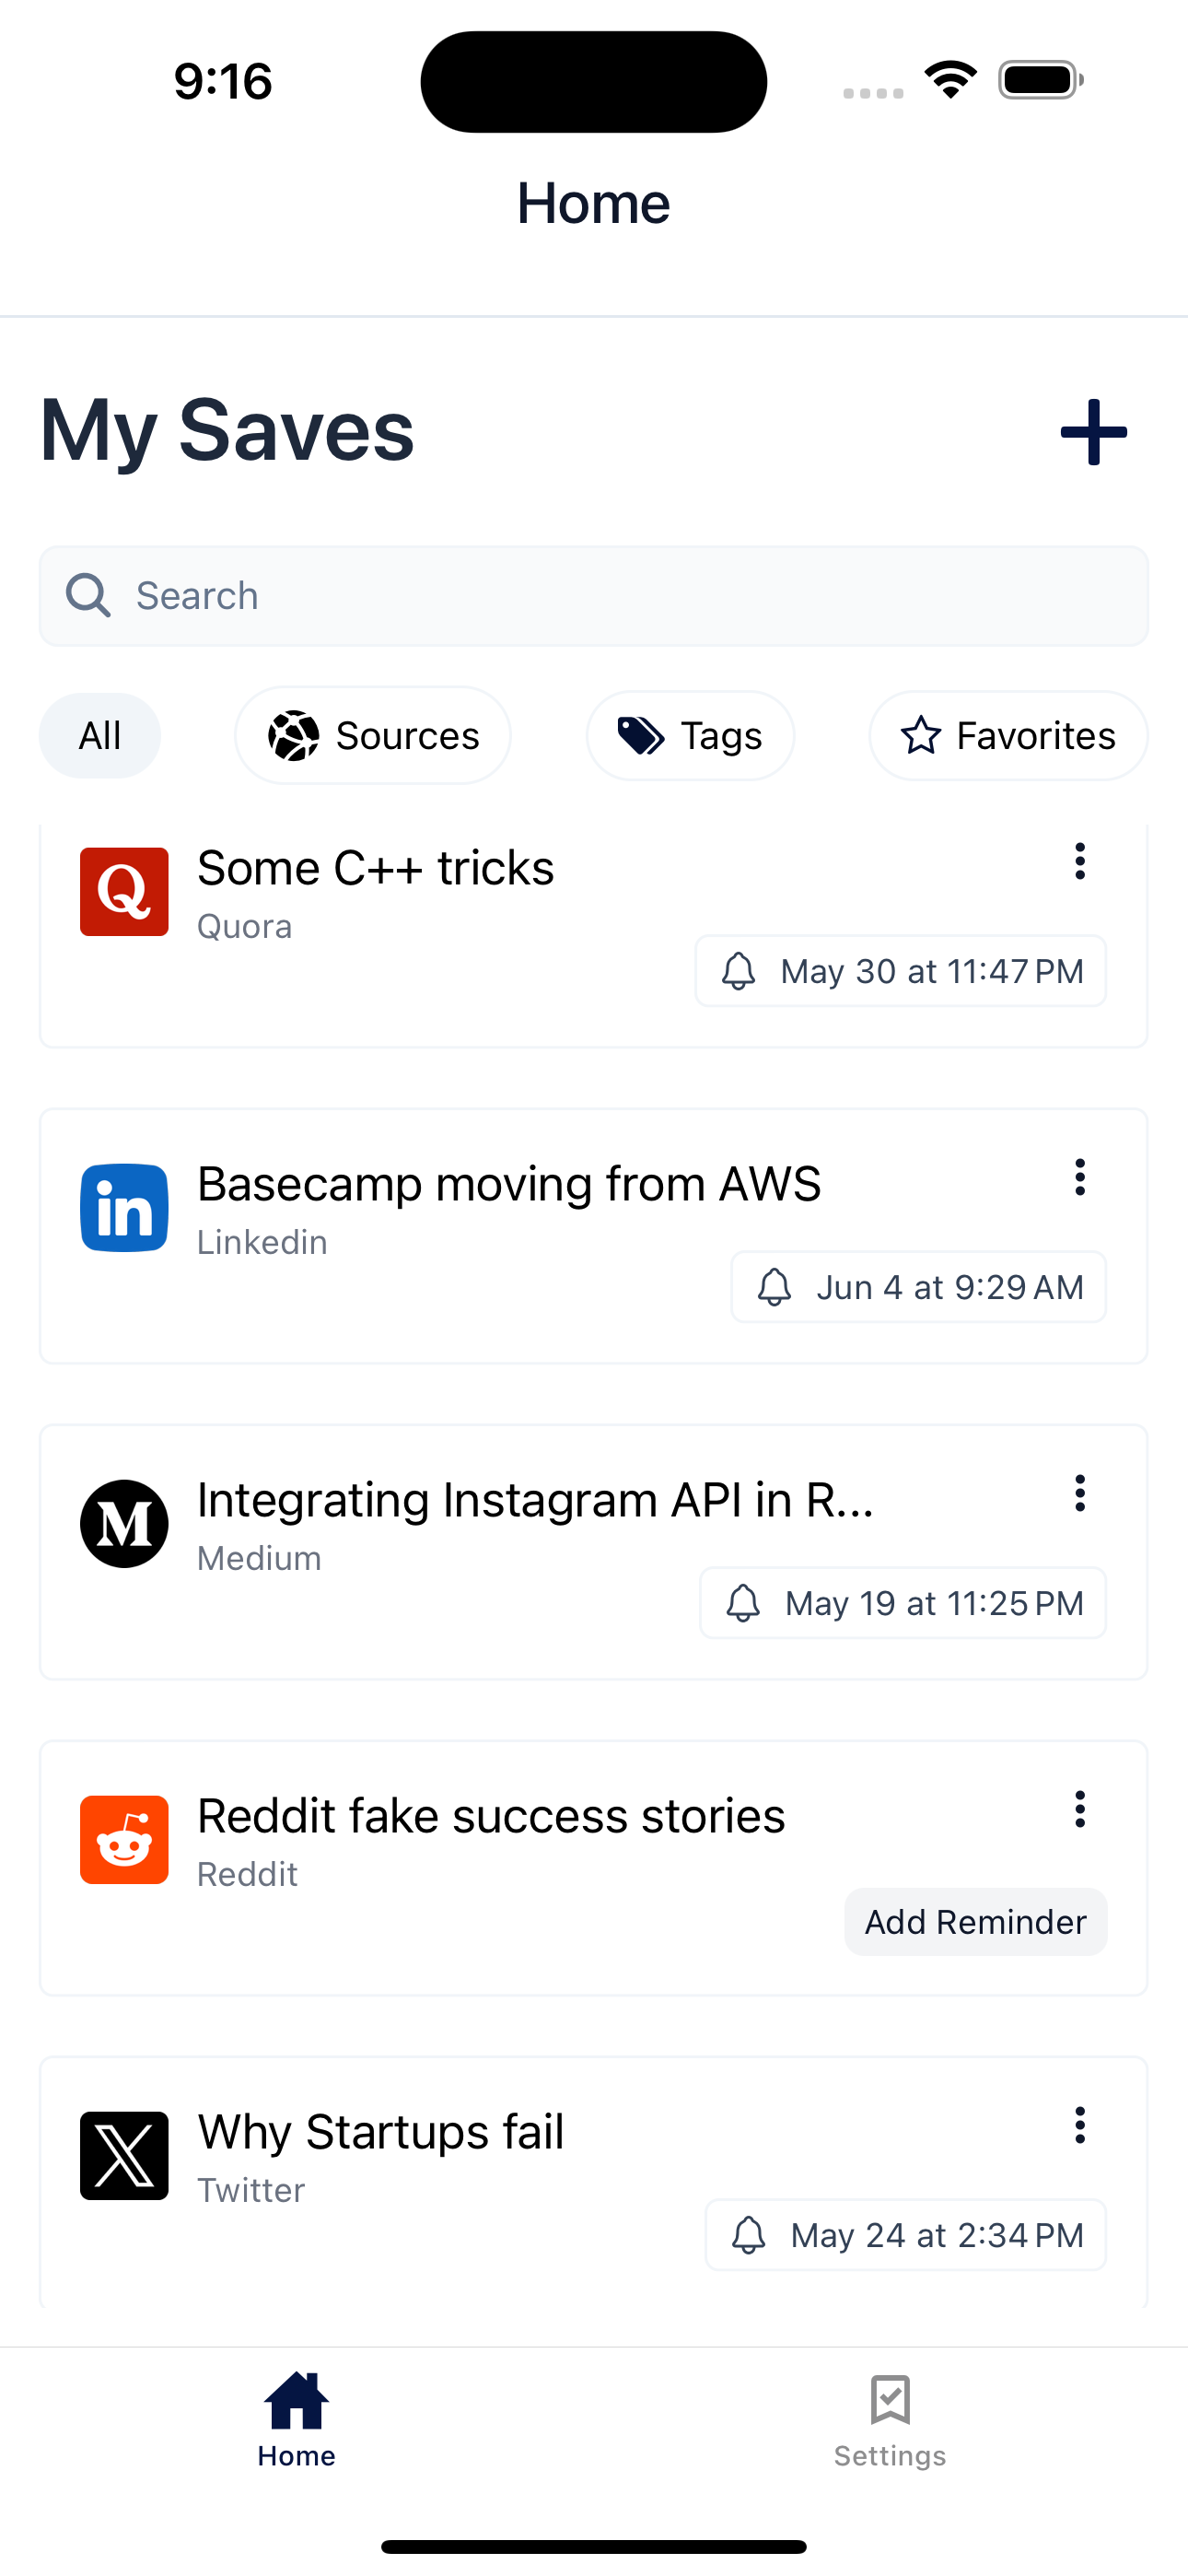 9:16
Home
My Saves
Search
All
Sources
Tags
Favorites
Some C++ tricks
Quora
May 30 at 11:47 PM
Basecamp moving from AWS
Linkedin
Jun 4 at 9:29 AM
Integrating Instagram API in R...
Medium
May 19 at 11:25 PM
Reddit fake success stories
Reddit
Add Reminder
Why Startups fail
Twitter
May 24 at 2:34 PM
Home
Settings